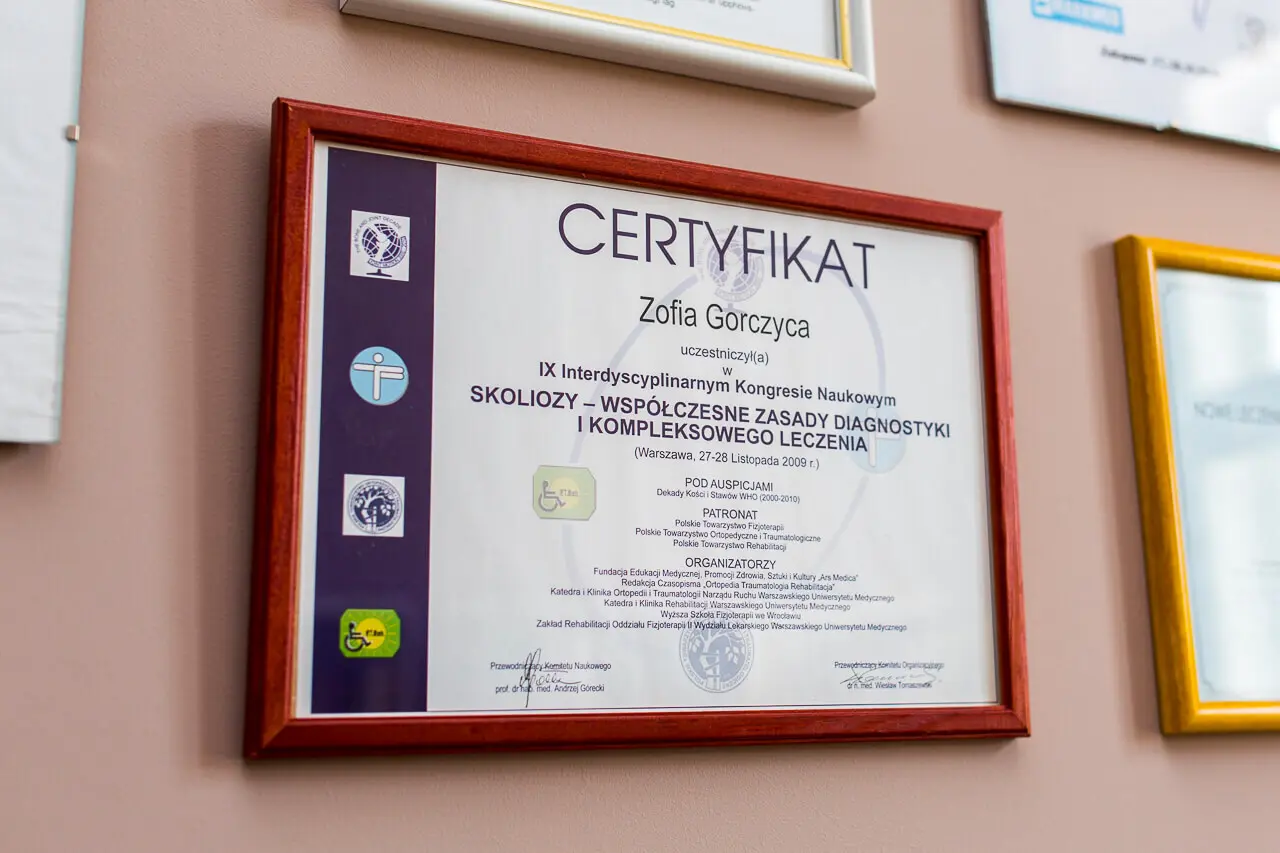 CERTYFIKAT
Zofia Gorczyca
uczestniczył(a)
w
IX Interdyscyplinarnym Kongresie Naukowym
SKOLIOZY – WSPÓŁCZESNE ZASADY DIAGNOSTYKI
I KOMPLEKSOWEGO LECZENIA
(Warszawa, 27-28 Listopada 2009 r.)
POD AUSPICJAMI
Dekady Kości i Stawów WHO (2000-2010)
PATRONAT
Polskie Towarzystwo Fizjoterapii
Polskie Towarzystwo Ortopedyczne i Traumatologiczne
Polskie Towarzystwo Rehabilitacji
ORGANIZATORZY
Fundacja Edukacji Medycznej, Promocji Zdrowia, Sztuki i Kultury „Ars Medica"
Redakcja Czasopisma „Ortopedia Traumatologia Rehabilitacja"
Katedra i Klinika Ortopedii i Traumatologii Narządu Ruchu Warszawskiego Uniwersytetu Medycznego
Katedra i Klinika Rehabilitacji Warszawskiego Uniwersytetu Medycznego
Wyższa Szkoła Fizjoterapii we Wrocławiu
Zakład Rehabilitacji Oddziału Fizjoterapii II Wydziału Lekarskiego Warszawskiego Uniwersytetu Medycznego
Przewodniczący Komitetu Naukowego
prof. dr hab. med. Andrzej Górecki
Przewodniczący Komitetu Organizacyjnego
dr n. med. Wiesław Tomaszewski